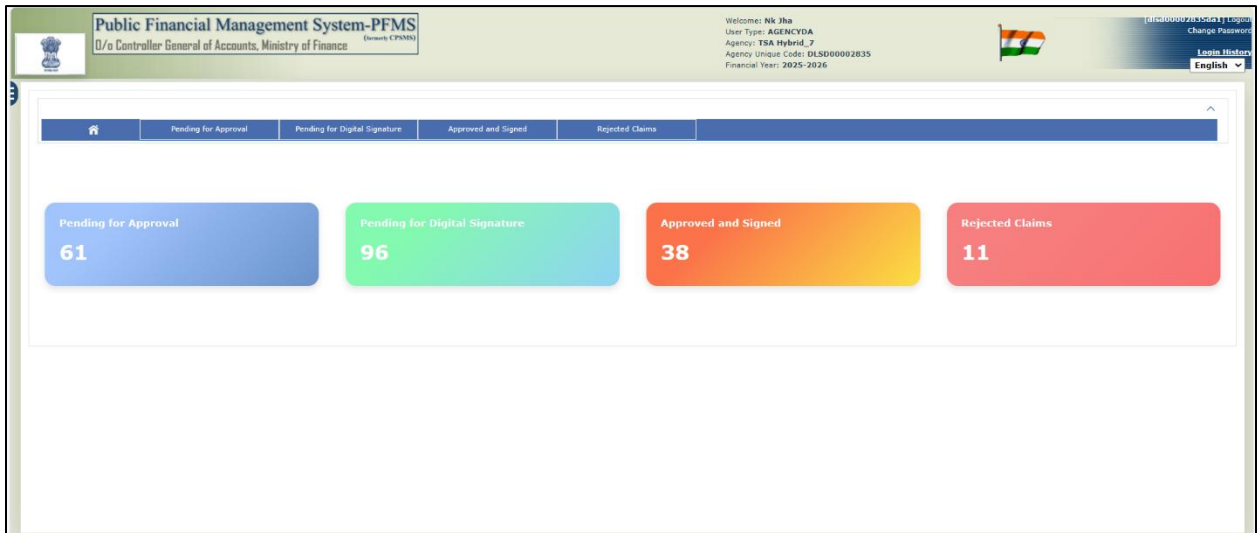 Public Financial Management System-PFMS
(formerly CPSMS)
O/o Controller General of Accounts, Ministry of Finance
Welcome: Nk Jha
User Type: AGENCYDA
Agency: TSA Hybrid_7
Agency Unique Code: DLSD00002835
Financial Year: 2025-2026
[dlsd00002835da1] Logout
Change Password
Login History
English
Pending for Approval
Pending for Digital Signature
Approved and Signed
Rejected Claims
Pending for Approval
61
Pending for Digital Signature
96
Approved and Signed
38
Rejected Claims
11